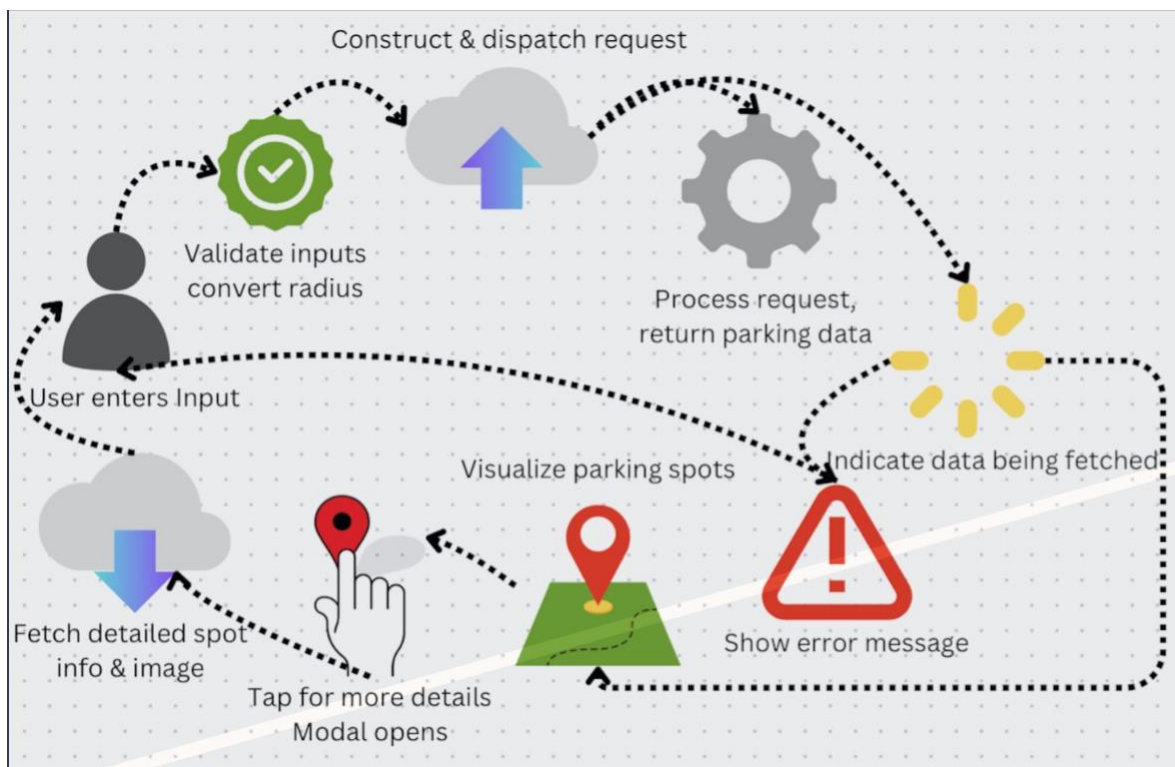 Construct & dispatch request
Validate inputs
convert radius
Process request,
return parking data
User enters Input
Indicate data being fetched
Visualize parking spots
Show error message
Fetch detailed spot
info & image
Tap for more details
Modal opens